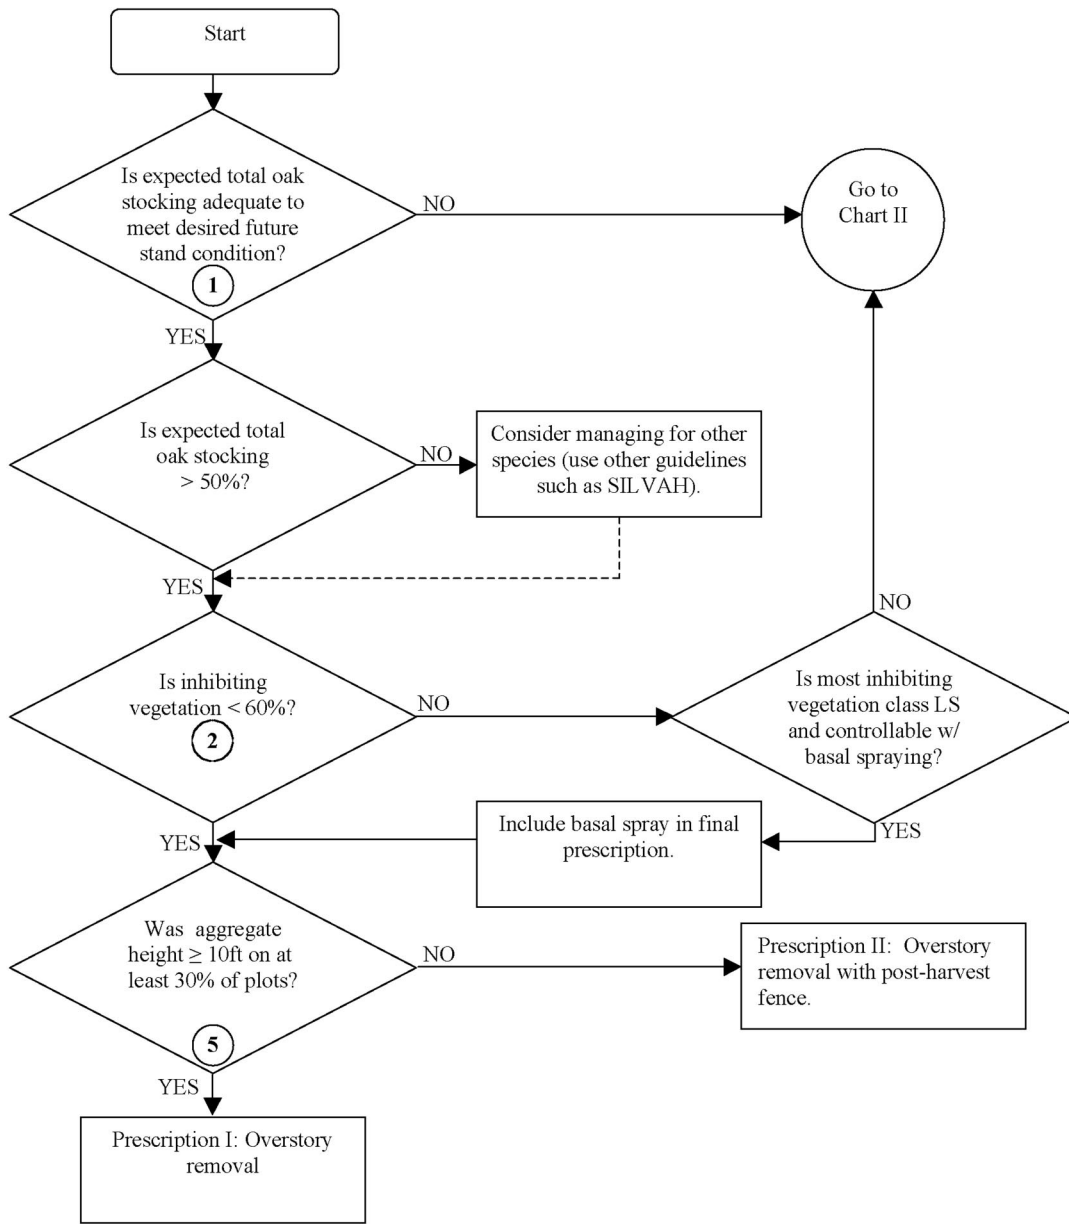 Start
Is expected total oak
stocking adequate to
meet desired future
stand condition?
1
NO
Go to
Chart II
YES
Is expected total
oak stocking
> 50%?
NO
Consider managing for other
species (use other guidelines
such as SILVAH).
YES
Is inhibiting
vegetation < 60%?
2
NO
Is most inhibiting
vegetation class LS
and controllable w/
basal spraying?
NO
YES
Include basal spray in final
prescription.
YES
Was aggregate
height ≥ 10ft on at
least 30% of plots?
5
NO
Prescription II: Overstory
removal with post-harvest
fence.
YES
Prescription I: Overstory
removal